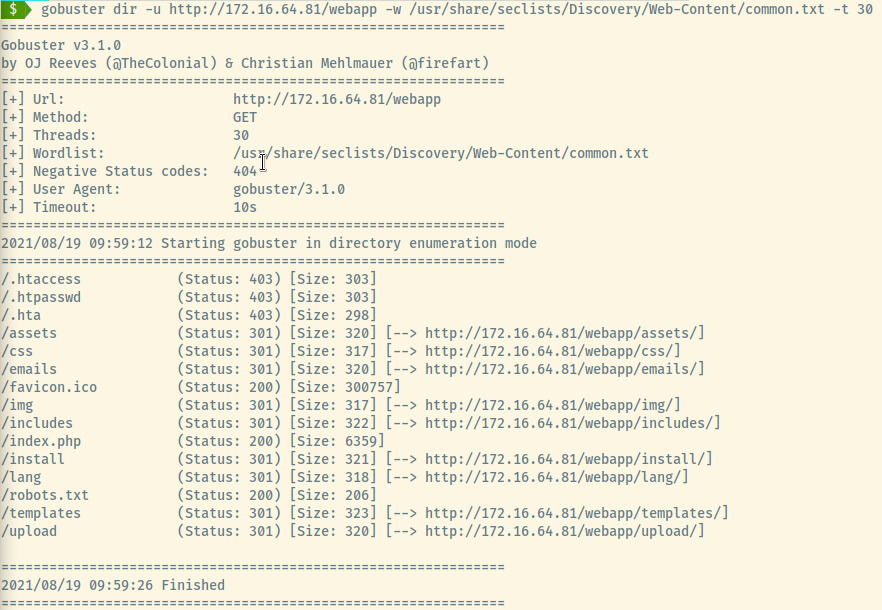 $ gobuster dir -u http://172.16.64.81/webapp -w /usr/share/seclists/Discovery/Web-Content/common.txt -t 30
===============================================================
Gobuster v3.1.0
by OJ Reeves (@TheColonial) & Christian Mehlmauer (@firefart)
===============================================================
[+] Url:                     http://172.16.64.81/webapp
[+] Method:                  GET
[+] Threads:                 30
[+] Wordlist:                /usr/share/seclists/Discovery/Web-Content/common.txt
[+] Negative Status codes:   404
[+] User Agent:              gobuster/3.1.0
[+] Timeout:                 10s
===============================================================
2021/08/19 09:59:12 Starting gobuster in directory enumeration mode
===============================================================
/.htaccess            (Status: 403) [Size: 303]
/.htpasswd            (Status: 403) [Size: 303]
/.hta                 (Status: 403) [Size: 298]
/assets               (Status: 301) [Size: 320] [--> http://172.16.64.81/webapp/assets/]
/css                  (Status: 301) [Size: 317] [--> http://172.16.64.81/webapp/css/]
/emails               (Status: 301) [Size: 320] [--> http://172.16.64.81/webapp/emails/]
/favicon.ico          (Status: 200) [Size: 300757]
/img                  (Status: 301) [Size: 317] [--> http://172.16.64.81/webapp/img/]
/includes             (Status: 301) [Size: 322] [--> http://172.16.64.81/webapp/includes/]
/index.php            (Status: 200) [Size: 6359]
/install              (Status: 301) [Size: 321] [--> http://172.16.64.81/webapp/install/]
/lang                 (Status: 301) [Size: 318] [--> http://172.16.64.81/webapp/lang/]
/robots.txt           (Status: 200) [Size: 206]
/templates            (Status: 301) [Size: 323] [--> http://172.16.64.81/webapp/templates/]
/upload               (Status: 301) [Size: 320] [--> http://172.16.64.81/webapp/upload/]
===============================================================
2021/08/19 09:59:26 Finished
===============================================================